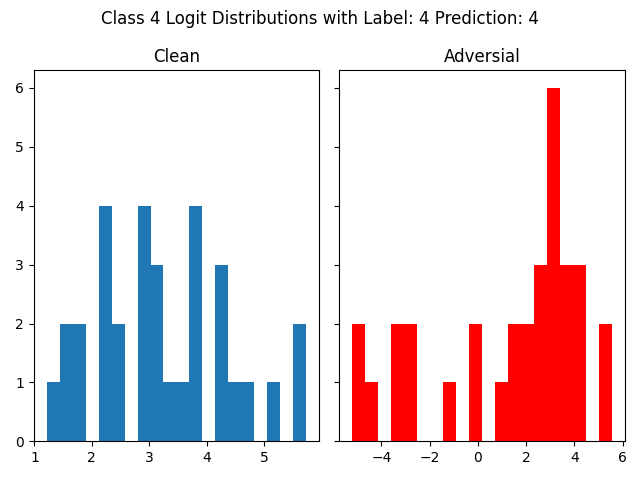 Class 4 Logit Distributions with Label: 4 Prediction: 4
Clean
Adversial
6
5
4
3
2
1
0
1 2 3 4 5
−4 −2 0 2 4 6